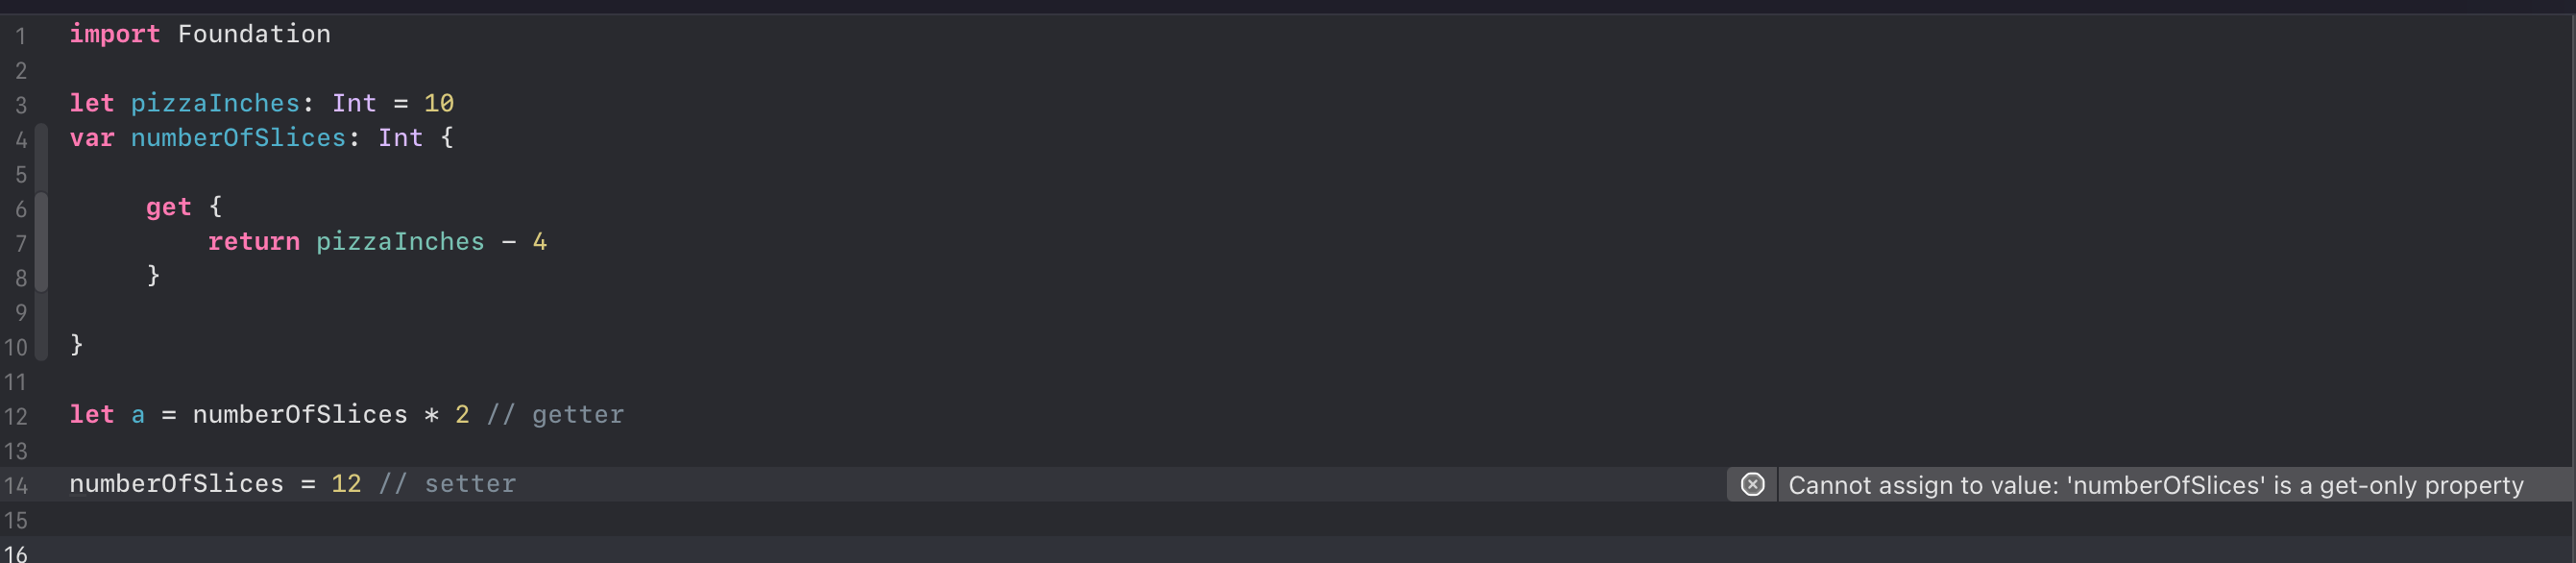 1 import Foundation
2
3 let pizzaInches: Int = 10
4 var numberOfSlices: Int {
5
6 get {
7 return pizzaInches - 4
8 }
9
10 }
11
12 let a = numberOfSlices * 2 // getter
13
14 numberOfSlices = 12 // setter Cannot assign to value: 'numberOfSlices' is a get-only property
15
16